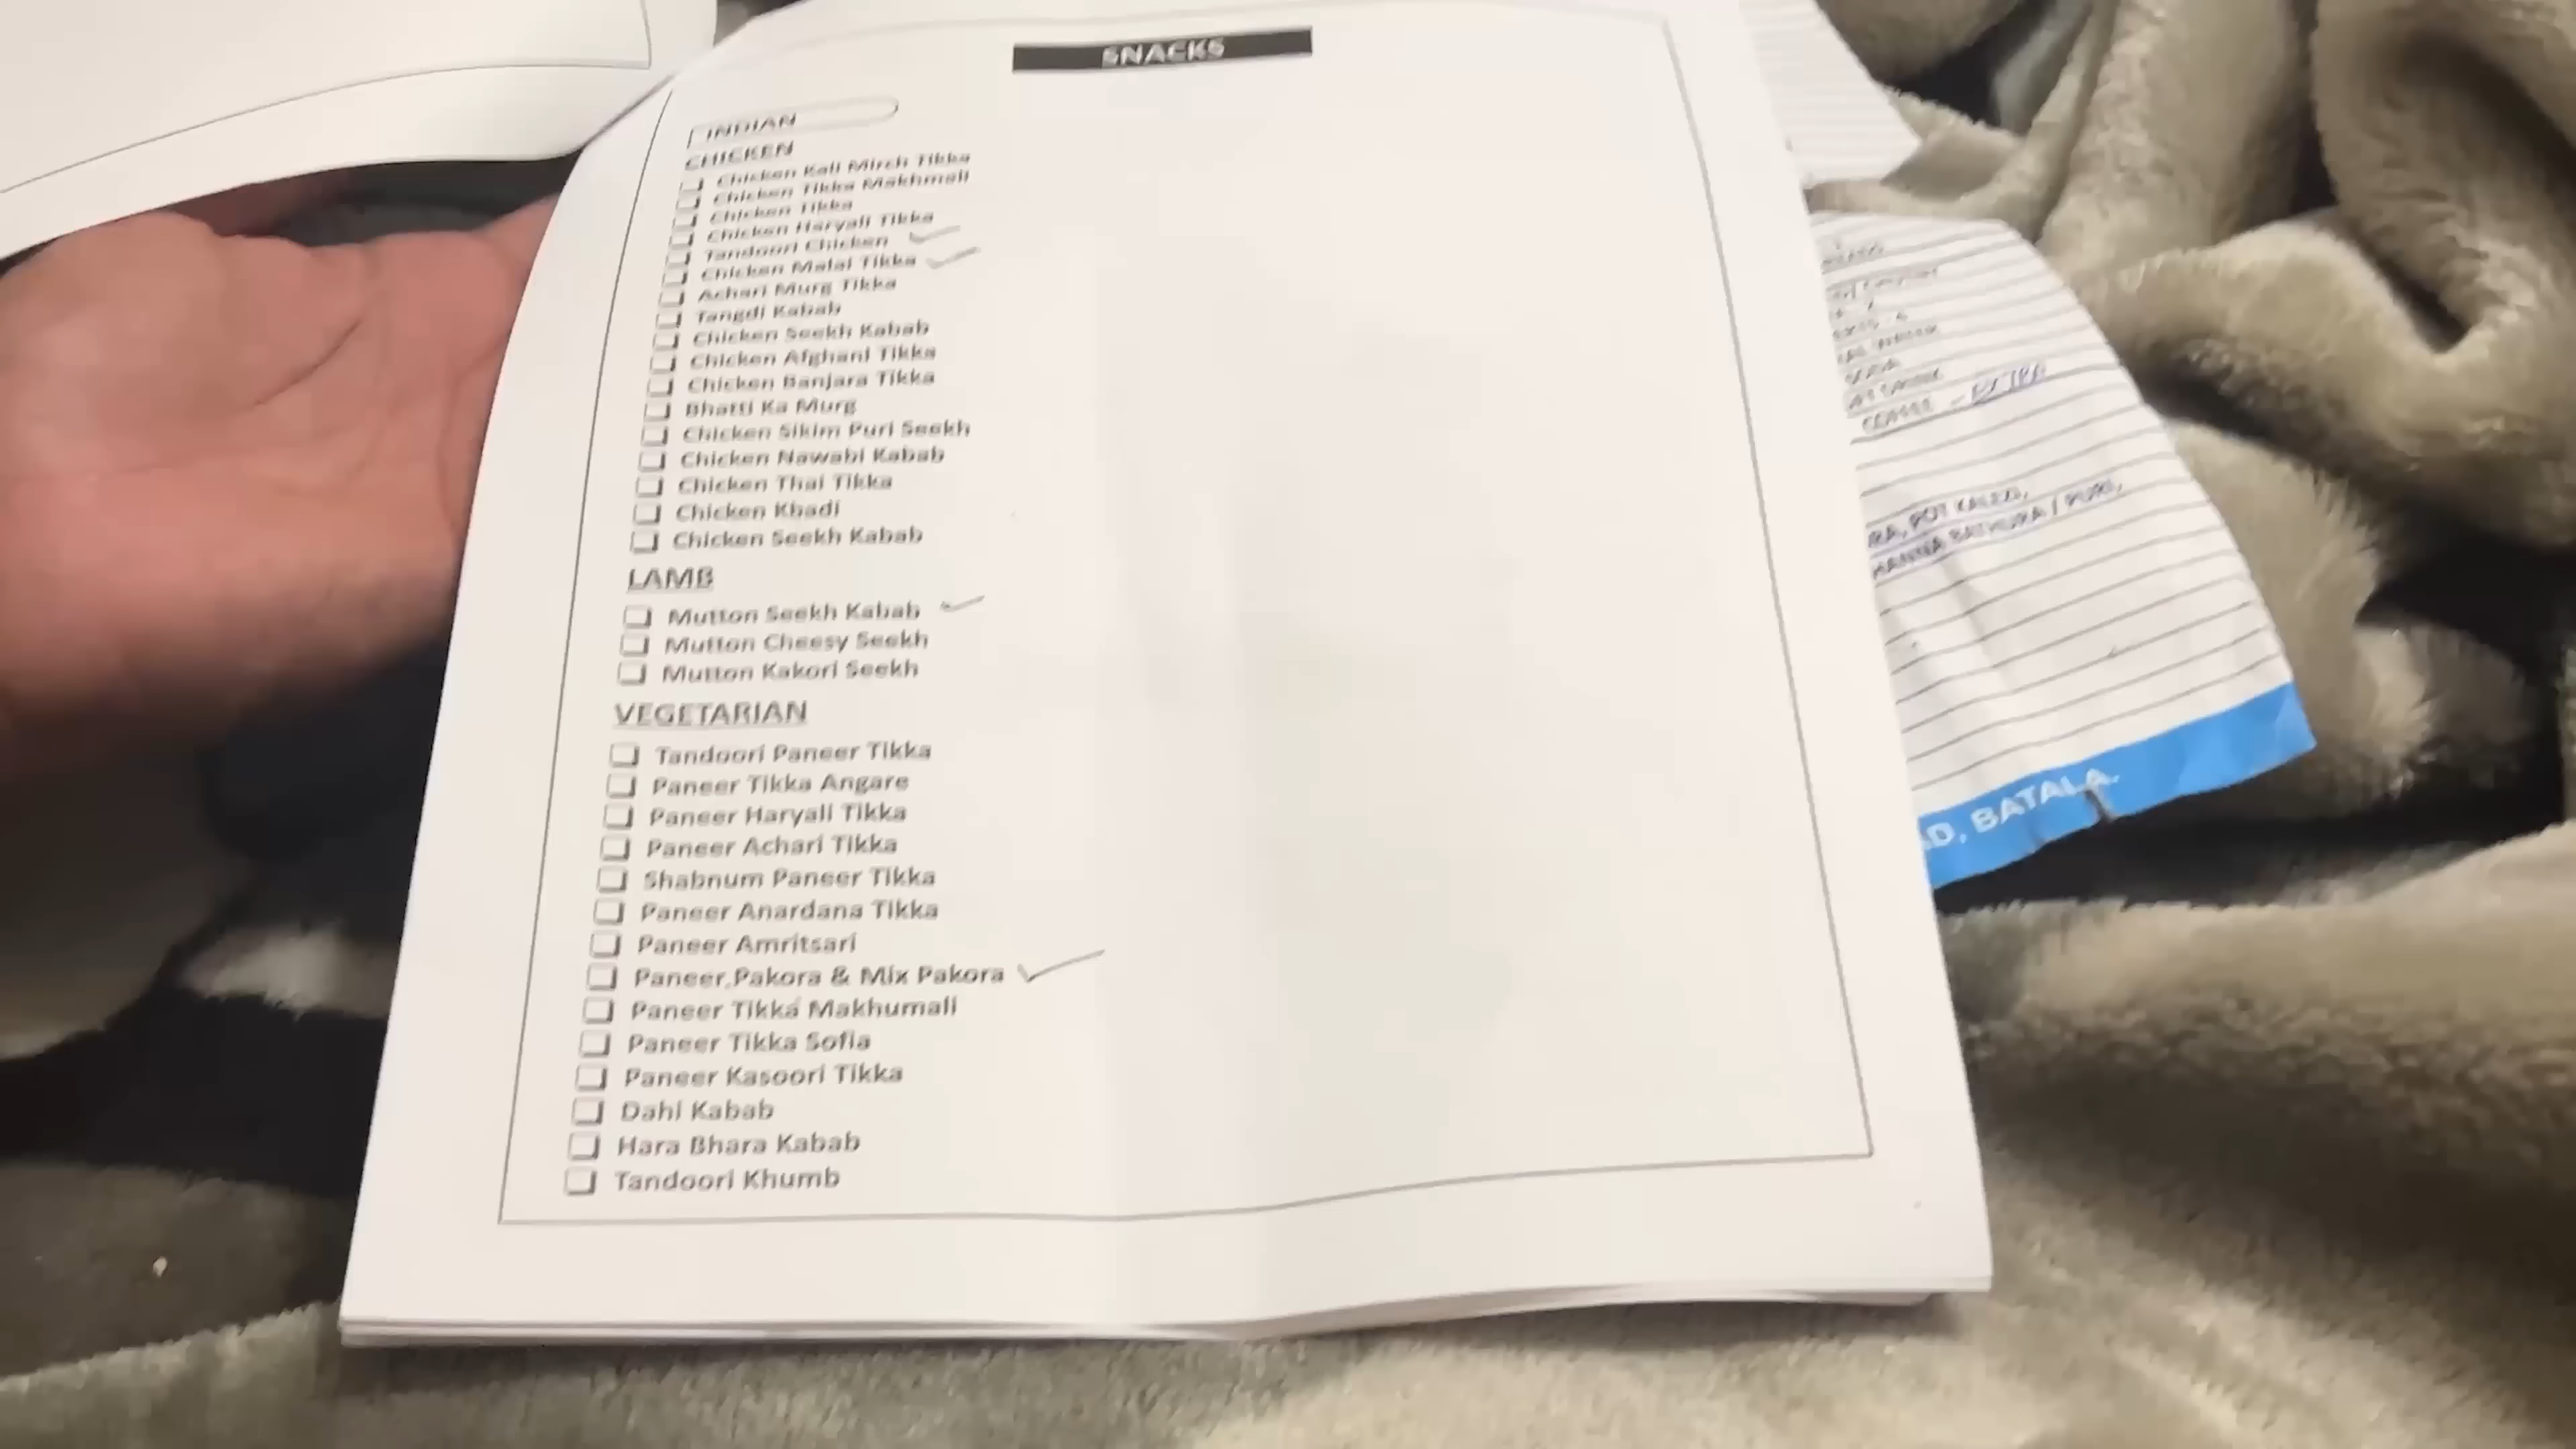 SNACKS
INDIAN
CHICKEN
Chicken Kali Mirch Tikka
Chicken Tikka Makhmali
Chicken Tikka
Chicken Haryali Tikka
Tandoori Chicken
Chicken Malai Tikka
Achari Murg Tikka
Tangdi Kabab
Chicken Seekh Kabab
Chicken Afghani Tikka
Chicken Banjara Tikka
Bhatti Ka Murg
Chicken Sikim Puri Seekh
Chicken Nawabi Kabab
Chicken Thai Tikka
Chicken Khadi
Chicken Seekh Kabab
LAMB
Mutton Seekh Kabab
Mutton Cheesy Seekh
Mutton Kakori Seekh
VEGETARIAN
Tandoori Paneer Tikka
Paneer Tikka Angare
Paneer Haryali Tikka
Paneer Achari Tikka
Shabnum Paneer Tikka
Paneer Anardana Tikka
Paneer Amritsari
Paneer Pakora & Mix Pakora
Paneer Tikka Makhumali
Paneer Tikka Sofia
Paneer Kasoori Tikka
Dahi Kabab
Hara Bhara Kabab
Tandoori Khumb
COFFEE
/ PURI,
D, BATALA.